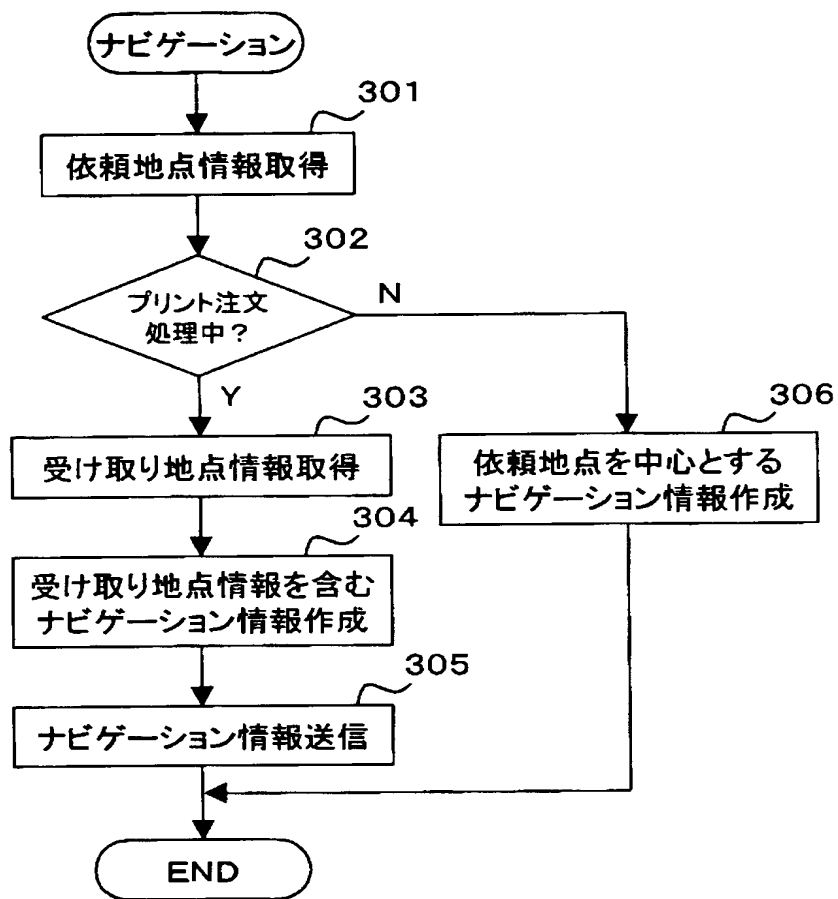 ナビゲーション
301
依頼地点情報取得
302
プリント注文
処理中？
N
Y
303
受け取り地点情報取得
304
受け取り地点情報を含む
ナビゲーション情報作成
305
ナビゲーション情報送信
306
依頼地点を中心とする
ナビゲーション情報作成
END